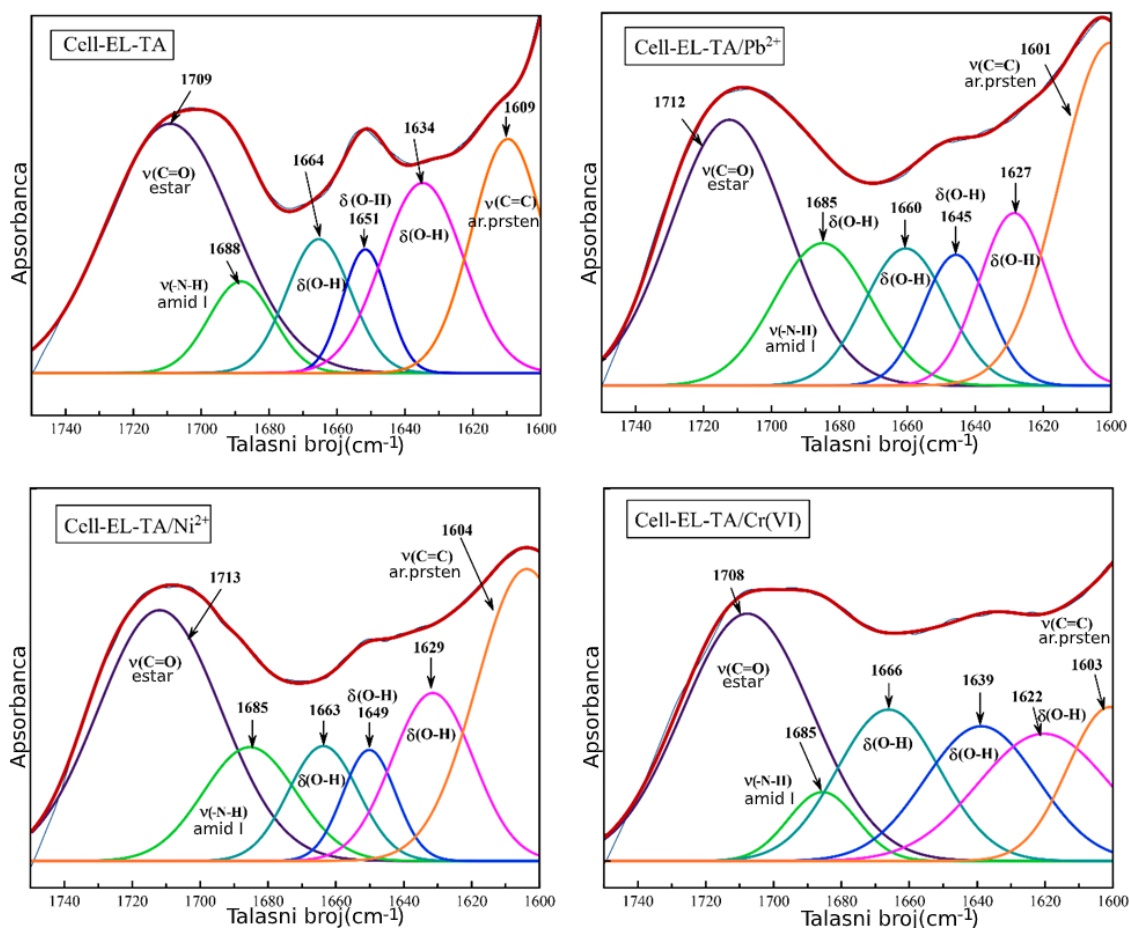 Cell-EL-TA
1709
ν(C=O)
estar
1688
ν(-N-H)
amid I
1664
δ(O-H)
δ(O-II)
1651
1634
δ(O-H)
1609
ν(C=C)
ar.prsten
Apsorbanca
1740 1720 1700 1680 1660 1640 1620 1600
Talasni broj(cm-1)
Cell-EL-TA/Pb2+
1712
ν(C=O)
estar
1685
δ(O-H)
ν(-N-II)
amid I
1660
δ(O-H)
δ(O-H)
1645
1627
δ(O-II)
1601
ν(C=C)
ar.prsten
Apsorbanca
1740 1720 1700 1680 1660 1640 1620 1600
Talasni broj(cm-1)
Cell-EL-TA/Ni2+
1713
ν(C=O)
estar
1685
ν(-N-H)
amid I
1663
δ(O-H)
δ(O-H)
1649
1629
δ(O-H)
1604
ν(C=C)
ar.prsten
Apsorbanca
1740 1720 1700 1680 1660 1640 1620 1600
Talasni broj(cm-1)
Cell-EL-TA/Cr(VI)
1708
ν(C=O)
estar
1685
ν(-N-II)
amid I
1666
δ(O-H)
1639
δ(O-H)
1622
δ(O-H)
ν(C=C)
ar.prsten
1603
Apsorbanca
1740 1720 1700 1680 1660 1640 1620 1600
Talasni broj(cm-1)